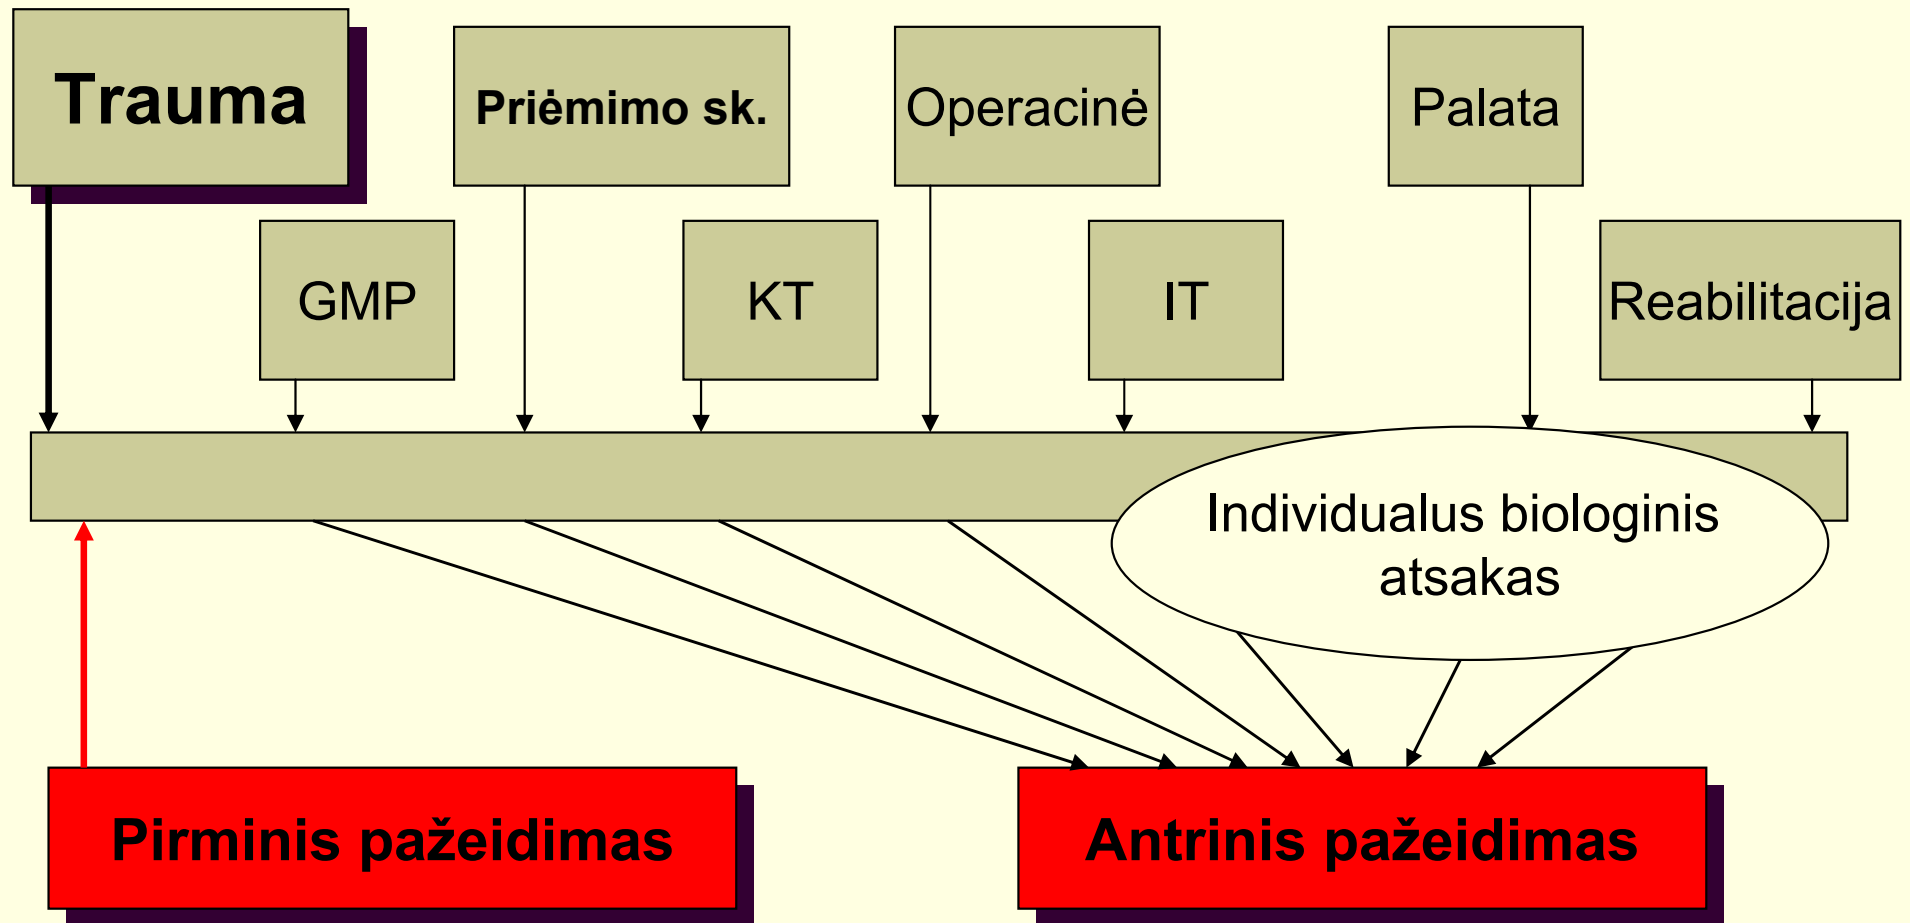 Trauma
Priėmimo sk.
Operacinė
Palata
GMP
KT
IT
Reabilitacija
Individualus biologinis
atsakas
Pirminis pažeidimas
Antrinis pažeidimas